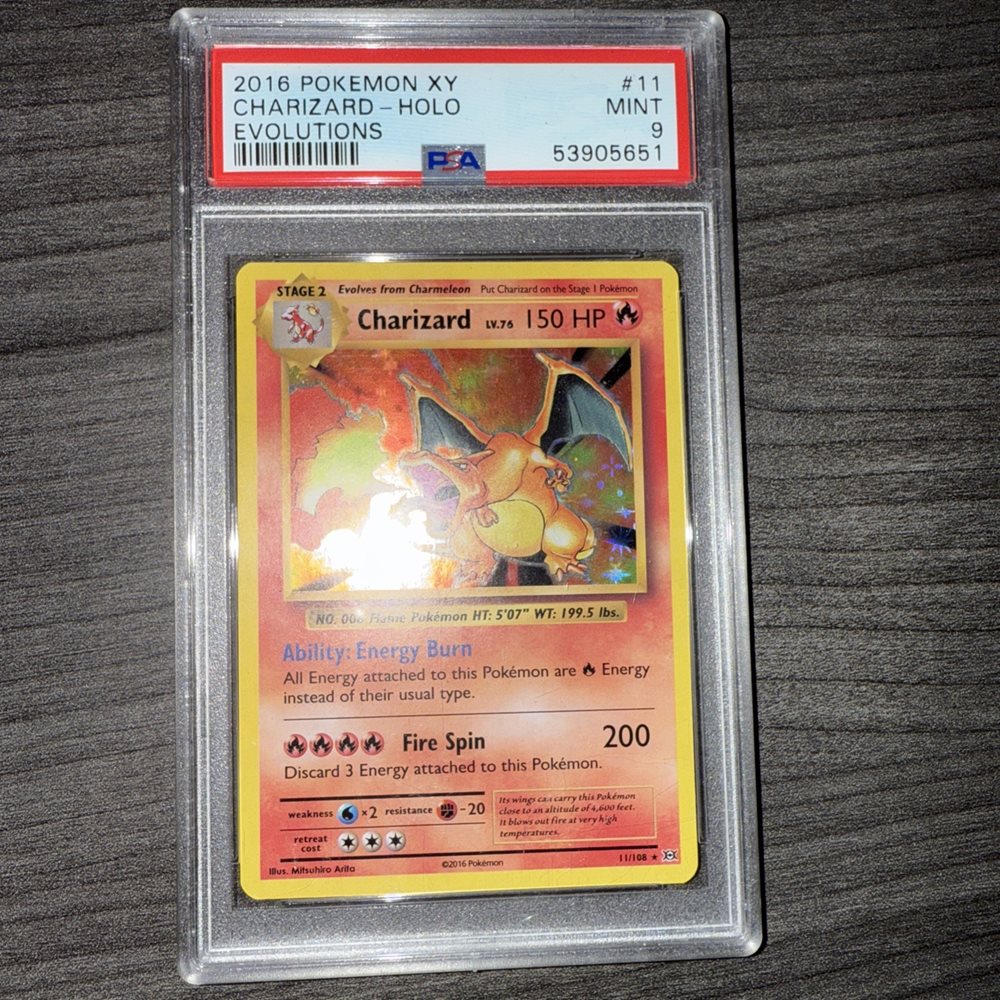 2016 POKEMON XY #11
CHARIZARD - HOLO MINT
EVOLUTIONS 9
PSA 53905651
STAGE 2 Evolves from Charmeleon Put Charizard on the Stage 1 Pokémon
Charizard LV.76 150 HP
NO. 006 Flame Pokémon HT: 5'07" WT: 199.5 lbs.
Ability: Energy Burn
All Energy attached to this Pokémon are Energy
instead of their usual type.
Fire Spin 200
Discard 3 Energy attached to this Pokémon.
weakness ×2 resistance -20
retreat
cost
Its wings can carry this Pokémon
close to an altitude of 4,600 feet.
It blows out fire at very high
temperatures.
Illus. Mitsuhiro Arita ©2016 Pokémon 11/108 ★